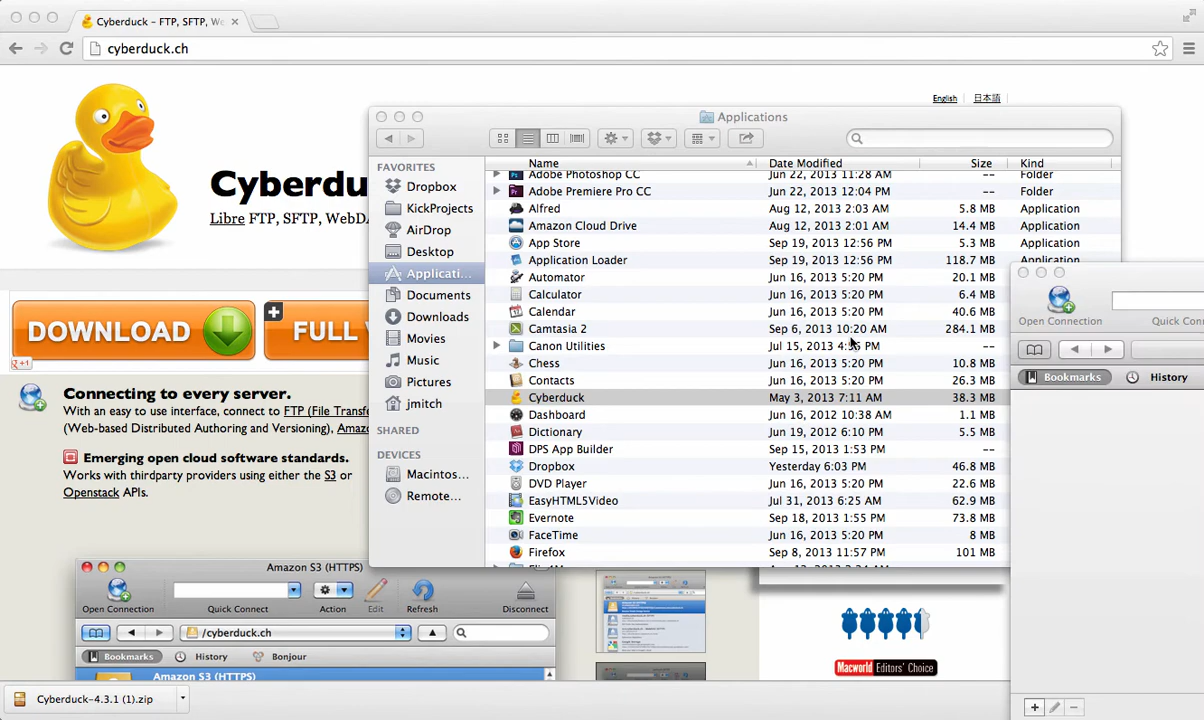 Cyberduck – FTP, SFTP, W
cyberduck.ch
English 日本語
Cyberdu
Libre FTP, SFTP, WebDA
DOWNLOAD
FULL
+1
Connecting to every server.
With an easy to use interface, connect to FTP (File Transfe
(Web-based Distributed Authoring and Versioning), Amazo
Emerging open cloud software standards.
Works with thirdparty providers using either the S3 or
Openstack APIs.
Applications
FAVORITES
Dropbox
KickProjects
AirDrop
Desktop
Applicati...
Documents
Downloads
Movies
Music
Pictures
jmitch
SHARED
DEVICES
Macintos...
Remote...
Name Date Modified Size Kind
Adobe Photoshop CC Jun 22, 2013 11:28 AM -- Folder
Adobe Premiere Pro CC Jun 22, 2013 12:04 PM -- Folder
Alfred Aug 12, 2013 2:03 AM 5.8 MB Application
Amazon Cloud Drive Aug 12, 2013 2:01 AM 14.4 MB Application
App Store Sep 19, 2013 12:56 PM 5.3 MB Application
Application Loader Sep 19, 2013 12:56 PM 118.7 MB Application
Automator Jun 16, 2013 5:20 PM 20.1 MB
Calculator Jun 16, 2013 5:20 PM 6.4 MB
Calendar Jun 16, 2013 5:20 PM 40.6 MB
Camtasia 2 Sep 6, 2013 10:20 AM 284.1 MB
Canon Utilities Jul 15, 2013 PM --
Chess Jun 16, 2013 5:20 PM 10.8 MB
Contacts Jun 16, 2013 5:20 PM 26.3 MB
Cyberduck May 3, 2013 7:11 AM 38.3 MB
Dashboard Jun 16, 2012 10:38 AM 1.1 MB
Dictionary Jun 19, 2012 6:10 PM 5.5 MB
DPS App Builder Sep 15, 2013 1:53 PM --
Dropbox Yesterday 6:03 PM 46.8 MB
DVD Player Jun 16, 2013 5:20 PM 22.6 MB
EasyHTML5Video Jul 31, 2013 6:25 AM 62.9 MB
Evernote Sep 18, 2013 1:55 PM 73.8 MB
FaceTime Jun 16, 2013 5:20 PM 8 MB
Firefox Sep 8, 2013 11:57 PM 101 MB
Open Connection Quick Conn
Bookmarks History
Amazon S3 (HTTPS)
Open Connection Quick Connect Action Edit Refresh Disconnect
/cyberduck.ch
Bookmarks History Bonjour
Amazon S3 (HTTPS)
Macworld Editors' Choice
Cyberduck-4.3.1 (1).zip